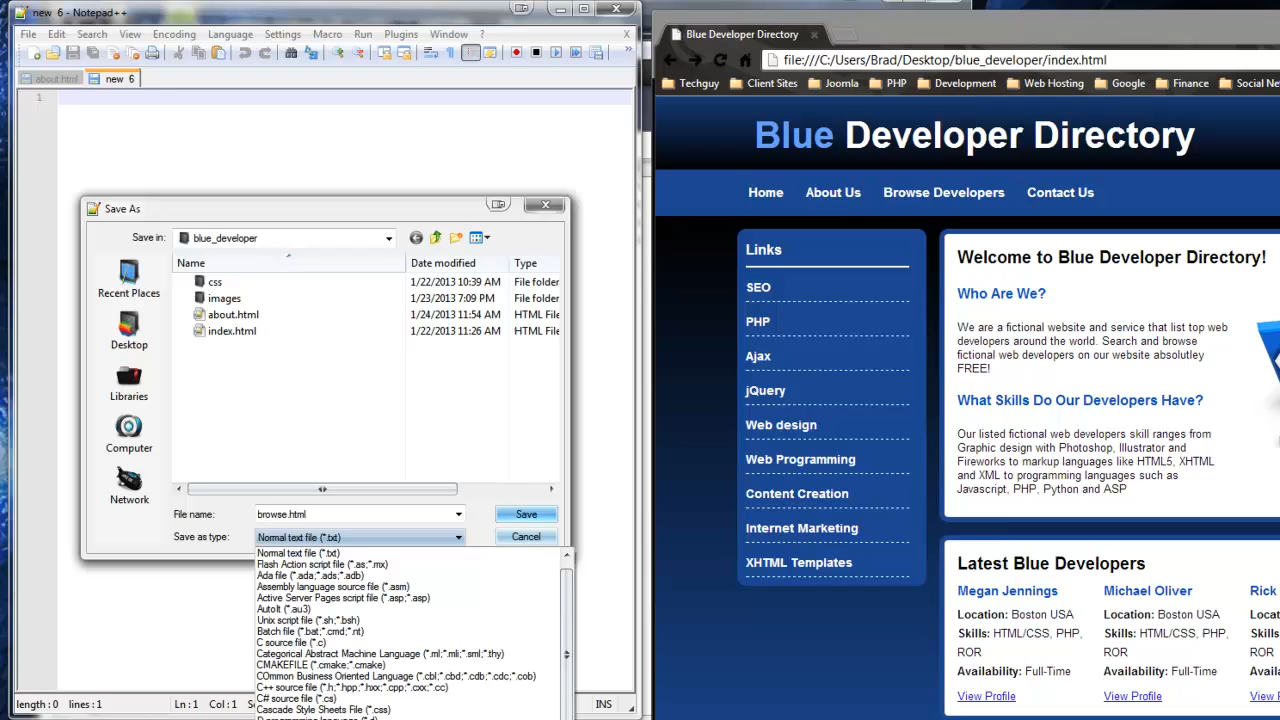 new 6 - Notepad++
File Edit Search View Encoding Language Settings Macro Run Plugins Window ?
about.html new 6
1
Save As
Save in: blue_developer
Name Date modified Type
css 1/22/2013 10:39 AM File folder
images 1/23/2013 7:09 PM File folder
about.html 1/24/2013 11:54 AM HTML File
index.html 1/22/2013 11:26 AM HTML File
Recent Places
Desktop
Libraries
Computer
Network
File name: browse.html Save
Save as type: Normal text file (*.txt) Cancel
Normal text file (*.txt)
Flash Action script file (*.as;*.mx)
Ada file (*.ada;*.ads;*.adb)
Assembly language source file (*.asm)
Active Server Pages script file (*.asp;*.asp)
AutoIt (*.au3)
Unix script file (*.sh;*.bsh)
Batch file (*.bat;*.cmd;*.nt)
C source file (*.c)
Categorical Abstract Machine Language (*.ml;*.mli;*.sml;*.thy)
CMAKEFILE (*.cmake;*.cmake)
COmmon Business Oriented Language (*.cbl;*.cbd;*.cdb;*.cdc;*.cob)
C++ source file (*.h;*.hpp;*.hxx;*.cpp;*.cxx;*.cc)
C# source file (*.cs)
Cascade Style Sheets File (*.css)
D programming language (*.d)
length : 0 lines : 1 Ln : 1 Col : 1 INS
Blue Developer Directory
file:///C:/Users/Brad/Desktop/blue_developer/index.html
Techguy Client Sites Joomla PHP Development Web Hosting Google Finance Social Ne
Blue Developer Directory
Home About Us Browse Developers Contact Us
Links
SEO
PHP
Ajax
jQuery
Web design
Web Programming
Content Creation
Internet Marketing
XHTML Templates
Welcome to Blue Developer Directory!
Who Are We?
We are a fictional website and service that list top web
developers around the world. Search and browse
fictional web developers on our website absolutley
FREE!
What Skills Do Our Developers Have?
Our listed fictional web developers skill ranges from
Graphic design with Photoshop, Illustrator and
Fireworks to markup languages like HTML5, XHTML
and XML to programming languages such as
Javascript, PHP, Python and ASP
Latest Blue Developers
Megan Jennings Michael Oliver Rick
Location: Boston USA Location: Boston USA Locat
Skills: HTML/CSS, PHP, Skills: HTML/CSS, PHP, Skills
ROR ROR ROR
Availability: Full-Time Availability: Full-Time Availa
View Profile View Profile View P